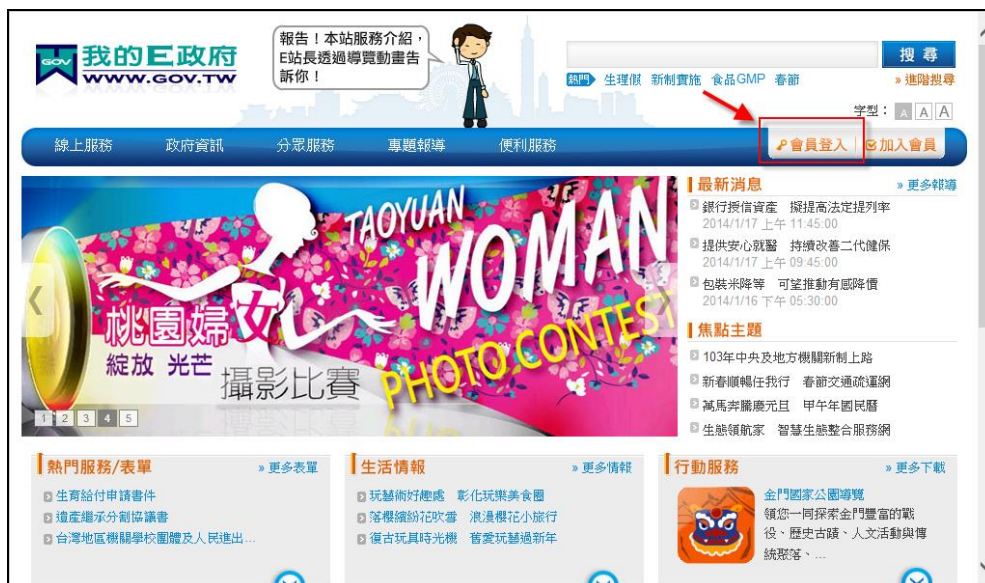 GOV 我的E政府
WWW.GOV.TW
報告！本站服務介紹，
E站長透過導覽動畫告
訴你！
搜 尋
熱門 生理假 新制實施 食品GMP 春節
» 進階搜尋
字型： A A A
線上服務 政府資訊 分眾服務 專題報導 便利服務
會員登入 加入會員
TAOYUAN
WOMAN
PHOTO CONTEST
桃園婦女
綻放 光芒
攝影比賽
1 2 3 4 5
最新消息 » 更多報導
銀行授信資產 擬提高法定提列率
2014/1/17 上午 11:45:00
提供安心就醫 持續改善二代健保
2014/1/17 上午 09:45:00
包裝米降等 可望推動有感降價
2014/1/16 下午 05:30:00
焦點主題
103年中央及地方機關新制上路
新春順暢任我行 春節交通疏運網
萬馬奔騰慶元旦 甲午年國民曆
生態領航家 智慧生態整合服務網
熱門服務/表單 » 更多表單
生育給付申請書件
遺產繼承分割協議書
台灣地區機關學校團體及人民進出...
生活情報 » 更多情報
玩藝術好趣處 彰化玩樂美食圈
落櫻繽紛花吹雪 浪漫櫻花小旅行
復古玩具時光機 舊愛玩藝過新年
行動服務 » 更多下載
金門國家公園導覽
領您一同探索金門豐富的戰
役、歷史古蹟、人文活動與傳
統聚落、...